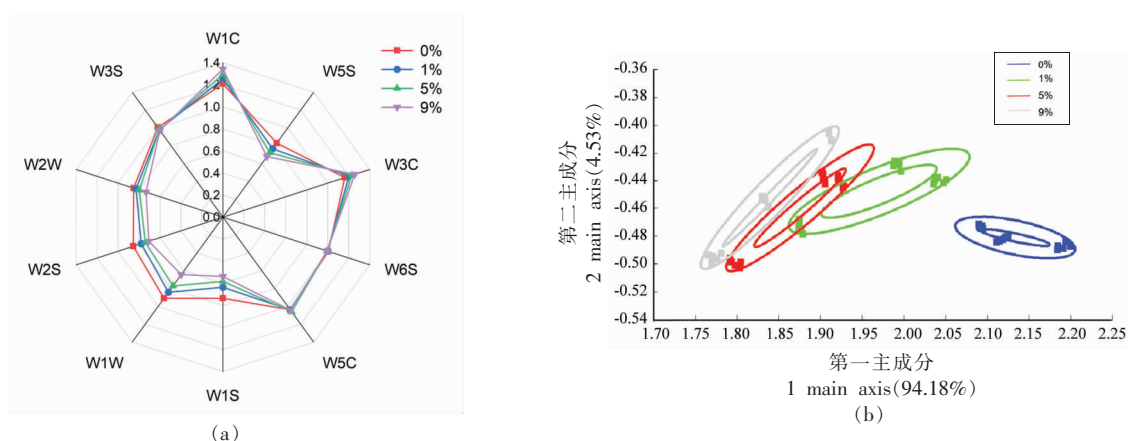 W1C
W5S
W3C
W6S
W5C
W1S
W1W
W2S
W2W
W3S
1.4
1.2
1.0
0.8
0.6
0.4
0.2
0.0
0%
1%
5%
9%
(a)
-0.36
-0.38
-0.40
-0.42
-0.44
-0.46
-0.48
-0.50
-0.52
-0.54
第二主成分
2 main axis(4.53%)
0%
1%
5%
9%
1.70 1.75 1.80 1.85 1.90 1.95 2.00 2.05 2.10 2.15 2.20 2.25
第一主成分
1 main axis(94.18%)
(b)